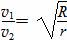 v₁/v₂ = √(R/r)